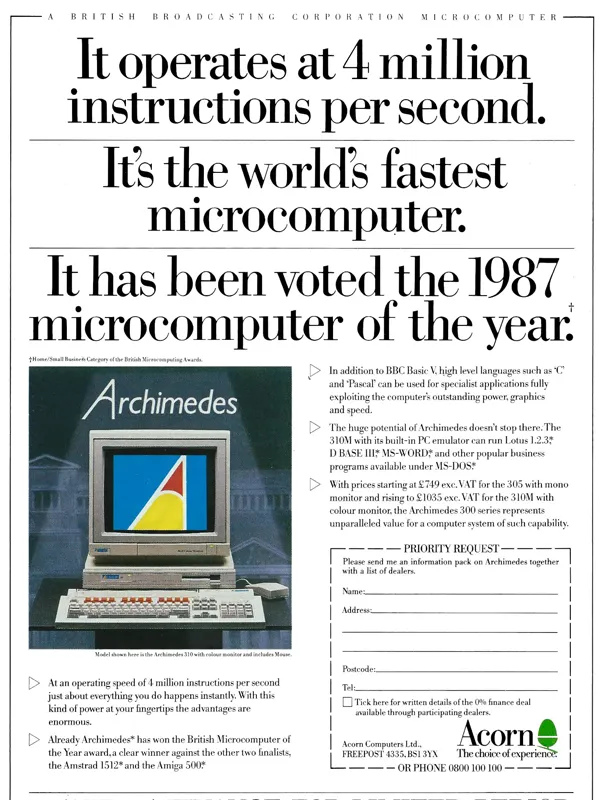 A BRITISH BROADCASTING CORPORATION MICROCOMPUTER
It operates at 4 million
instructions per second.
It's the world's fastest
microcomputer.
It has been voted the 1987
microcomputer of the year.†
†Home/Small Business Category of the British Microcomputing Awards.
Archimedes
Model shown here is the Archimedes 310 with colour monitor and includes Mouse.
At an operating speed of 4 million instructions per second
just about everything you do happens instantly. With this
kind of power at your fingertips the advantages are
enormous.
Already Archimedes* has won the British Microcomputer of
the Year award, a clear winner against the other two finalists,
the Amstrad 1512* and the Amiga 500*.
In addition to BBC Basic V, high level languages such as 'C'
and 'Pascal' can be used for specialist applications fully
exploiting the computer's outstanding power, graphics
and speed.
The huge potential of Archimedes doesn't stop there. The
310M with its built-in PC emulator can run Lotus 1.2.3,*
D BASE III,* MS-WORD,* and other popular business
programs available under MS-DOS.*
With prices starting at £749 exc. VAT for the 305 with mono
monitor and rising to £1035 exc. VAT for the 310M with
colour monitor, the Archimedes 300 series represents
unparalleled value for a computer system of such capability.
PRIORITY REQUEST
Please send me an information pack on Archimedes together
with a list of dealers.
Name:
Address:
Postcode:
Tel:
Tick here for written details of the 0% finance deal
available through participating dealers.
Acorn Computers Ltd.,
FREEPOST 4335, BS1 3YX
Acorn
The choice of experience.
OR PHONE 0800 100 100